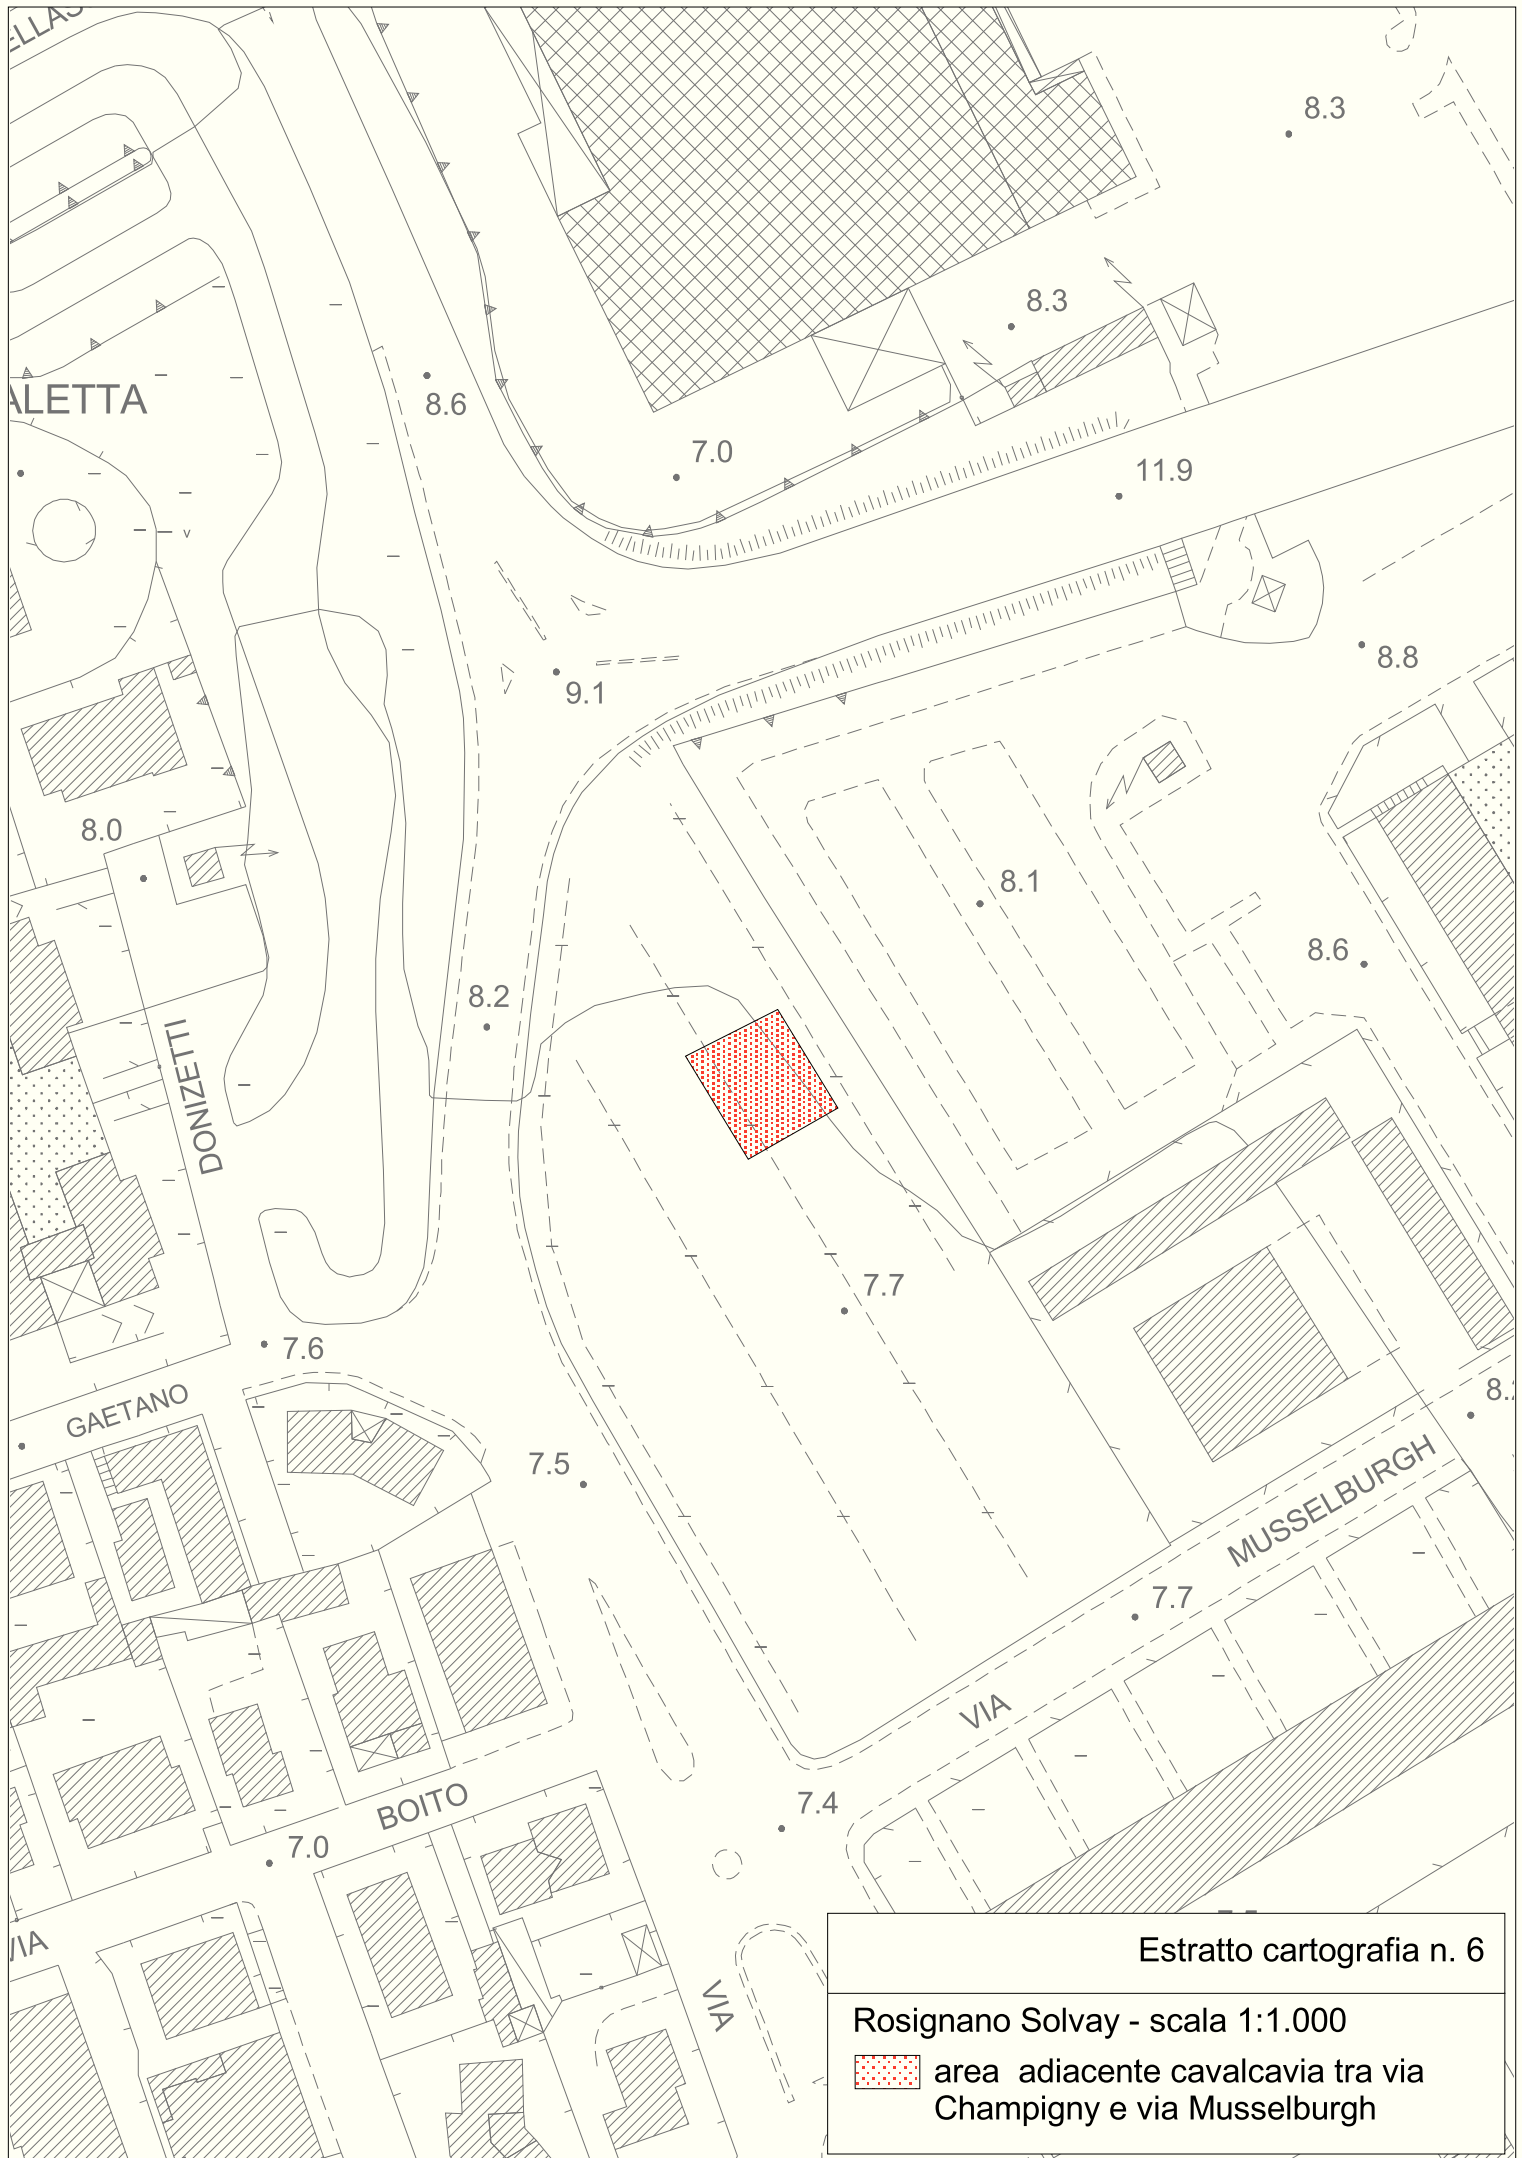 8.3
8.3
8.6
7.0
11.9
8.8
9.1
8.0
8.1
8.6
8.2
DONIZETTI
7.7
7.6
GAETANO
7.5
MUSSELBURGH
7.7
VIA
7.4
BOITO
7.0
VIA
Estratto cartografia n. 6
Rosignano Solvay - scala 1:1.000
area adiacente cavalcavia tra via
Champigny e via Musselburgh